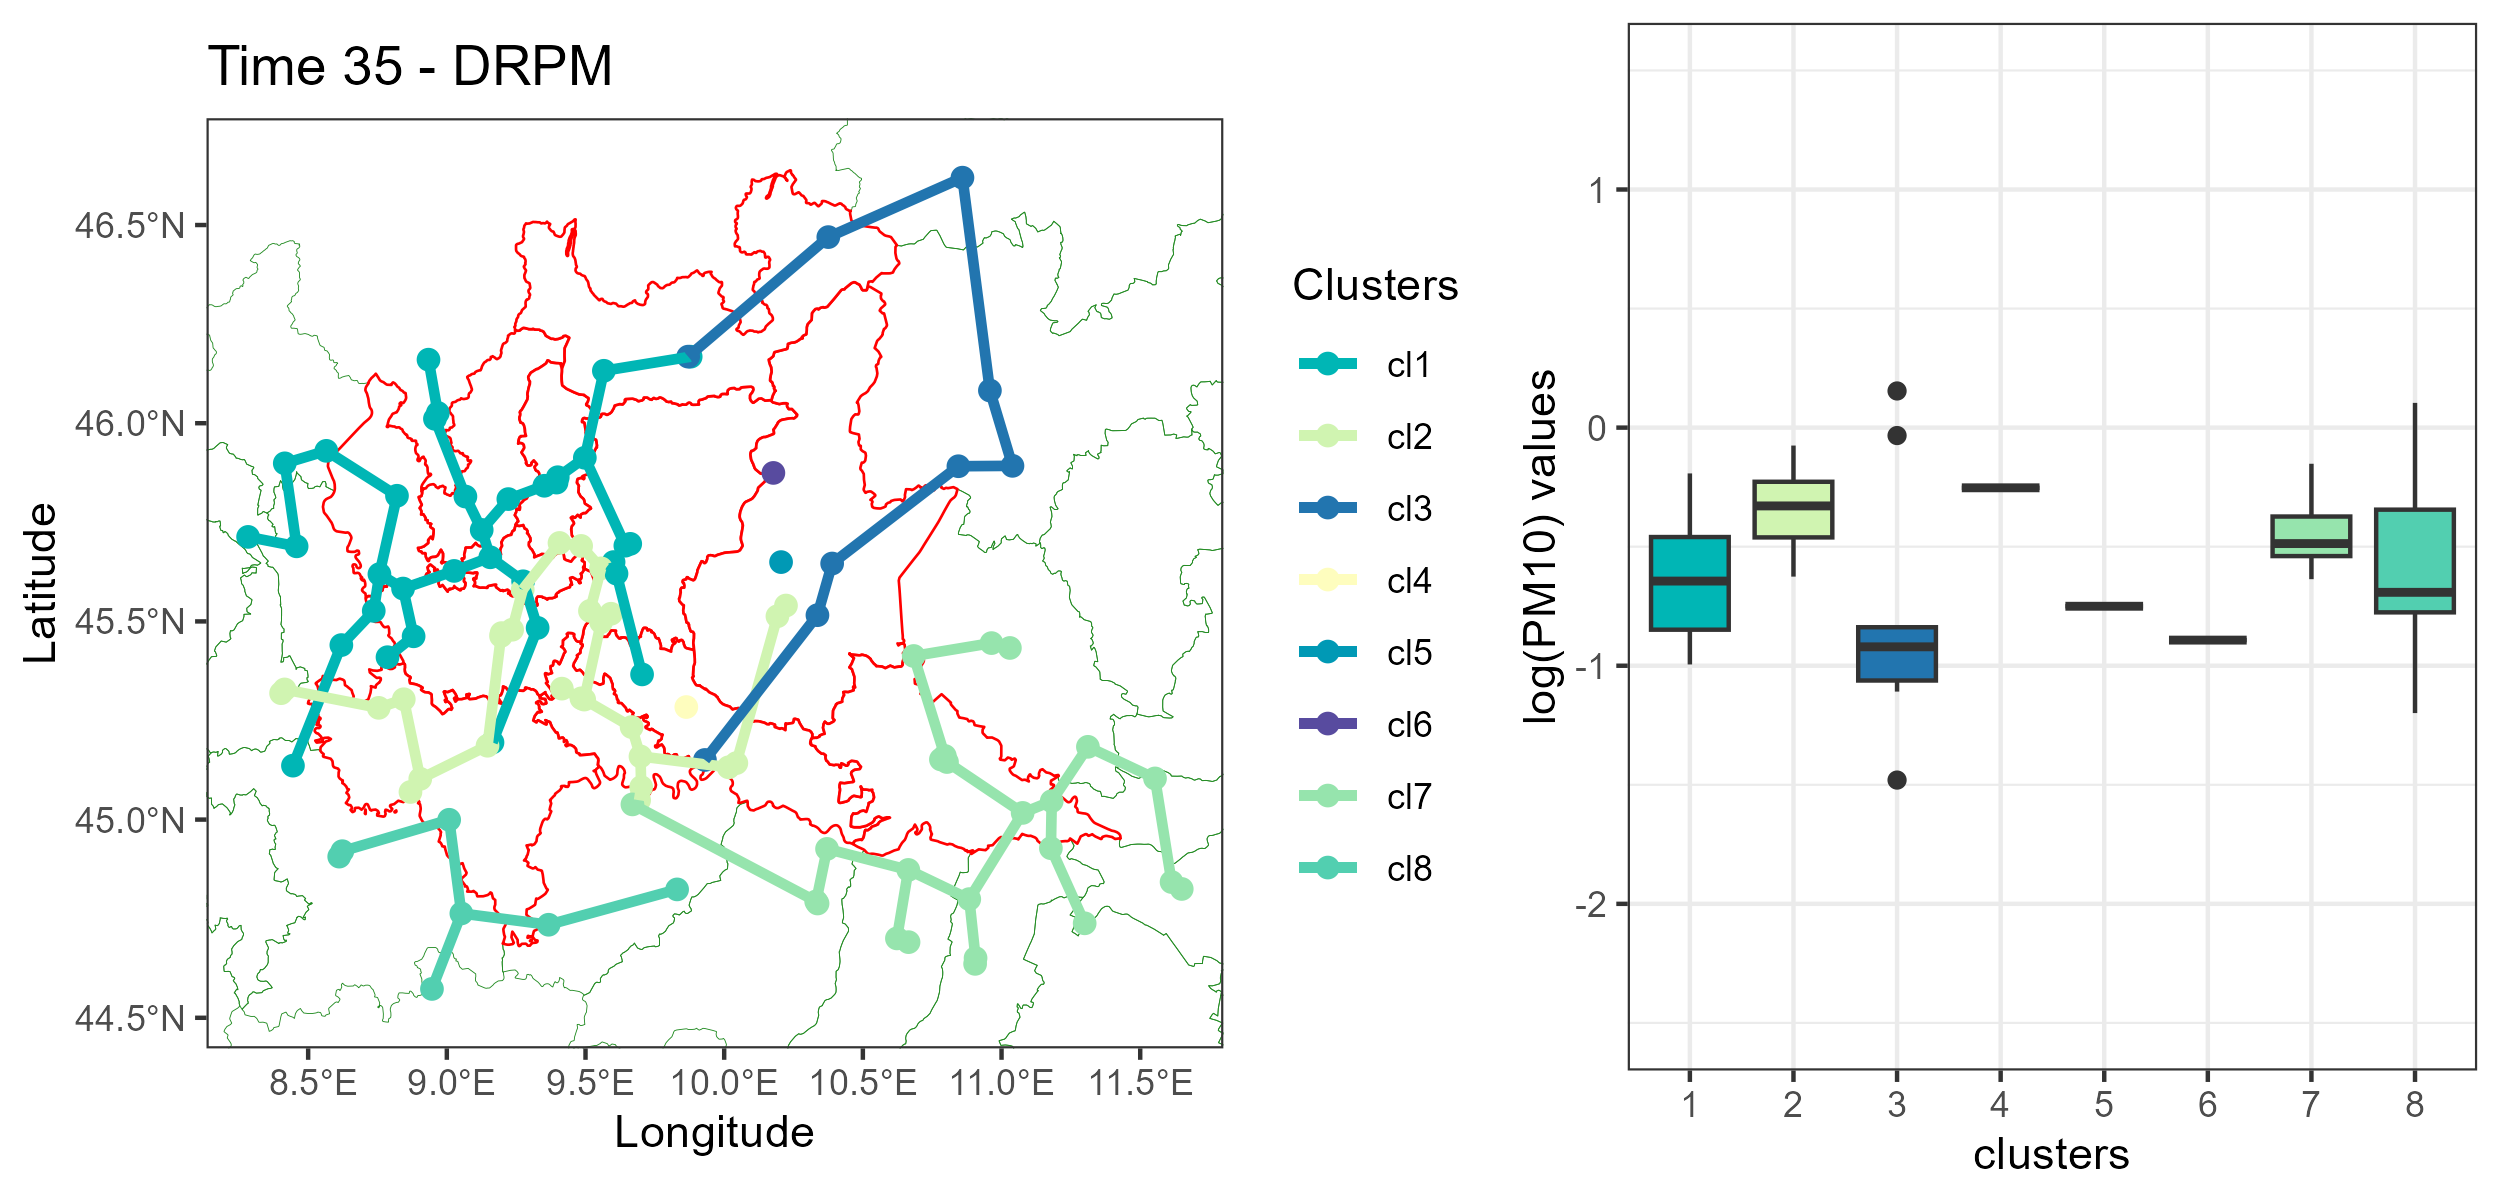 Time 35 - DRPM
Latitude
46.5°N
46.0°N
45.5°N
45.0°N
44.5°N
8.5°E 9.0°E 9.5°E 10.0°E 10.5°E 11.0°E 11.5°E
Longitude
Clusters
cl1
cl2
cl3
cl4
cl5
cl6
cl7
cl8
log(PM10) values
1
0
-1
-2
1 2 3 4 5 6 7 8
clusters